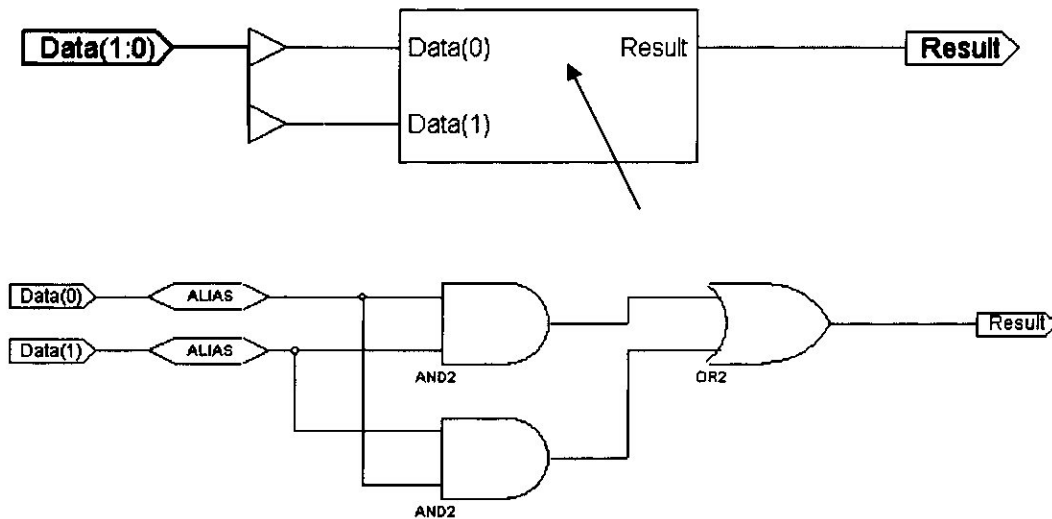 Data(1:0)
Data(0)
Result
Result
Data(1)
Data(0)
ALIAS
Data(1)
ALIAS
AND2
OR2
Result
AND2